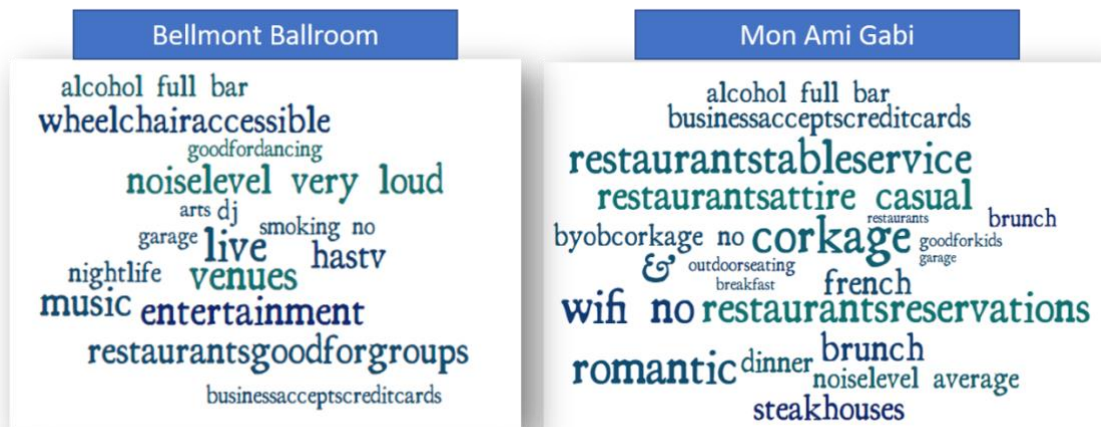 Bellmont Ballroom
alcohol full bar
wheelchairaccessible
goodfordancing
noiselevel very loud
arts dj
smoking no
garage live
hastv
nightlife venues
music entertainment
restaurantsgoodforgroups
businessacceptscreditcards
Mon Ami Gabi
alcohol full bar
businessacceptscreditcards
restaurantstableservice
restaurantsattire casual
restaurants
brunch
byobcorkage no corkage goodforkids
garage
& outdoorseating
breakfast
french
wifi no restaurantsreservations
romantic dinner brunch
noiselevel average
steakhouses